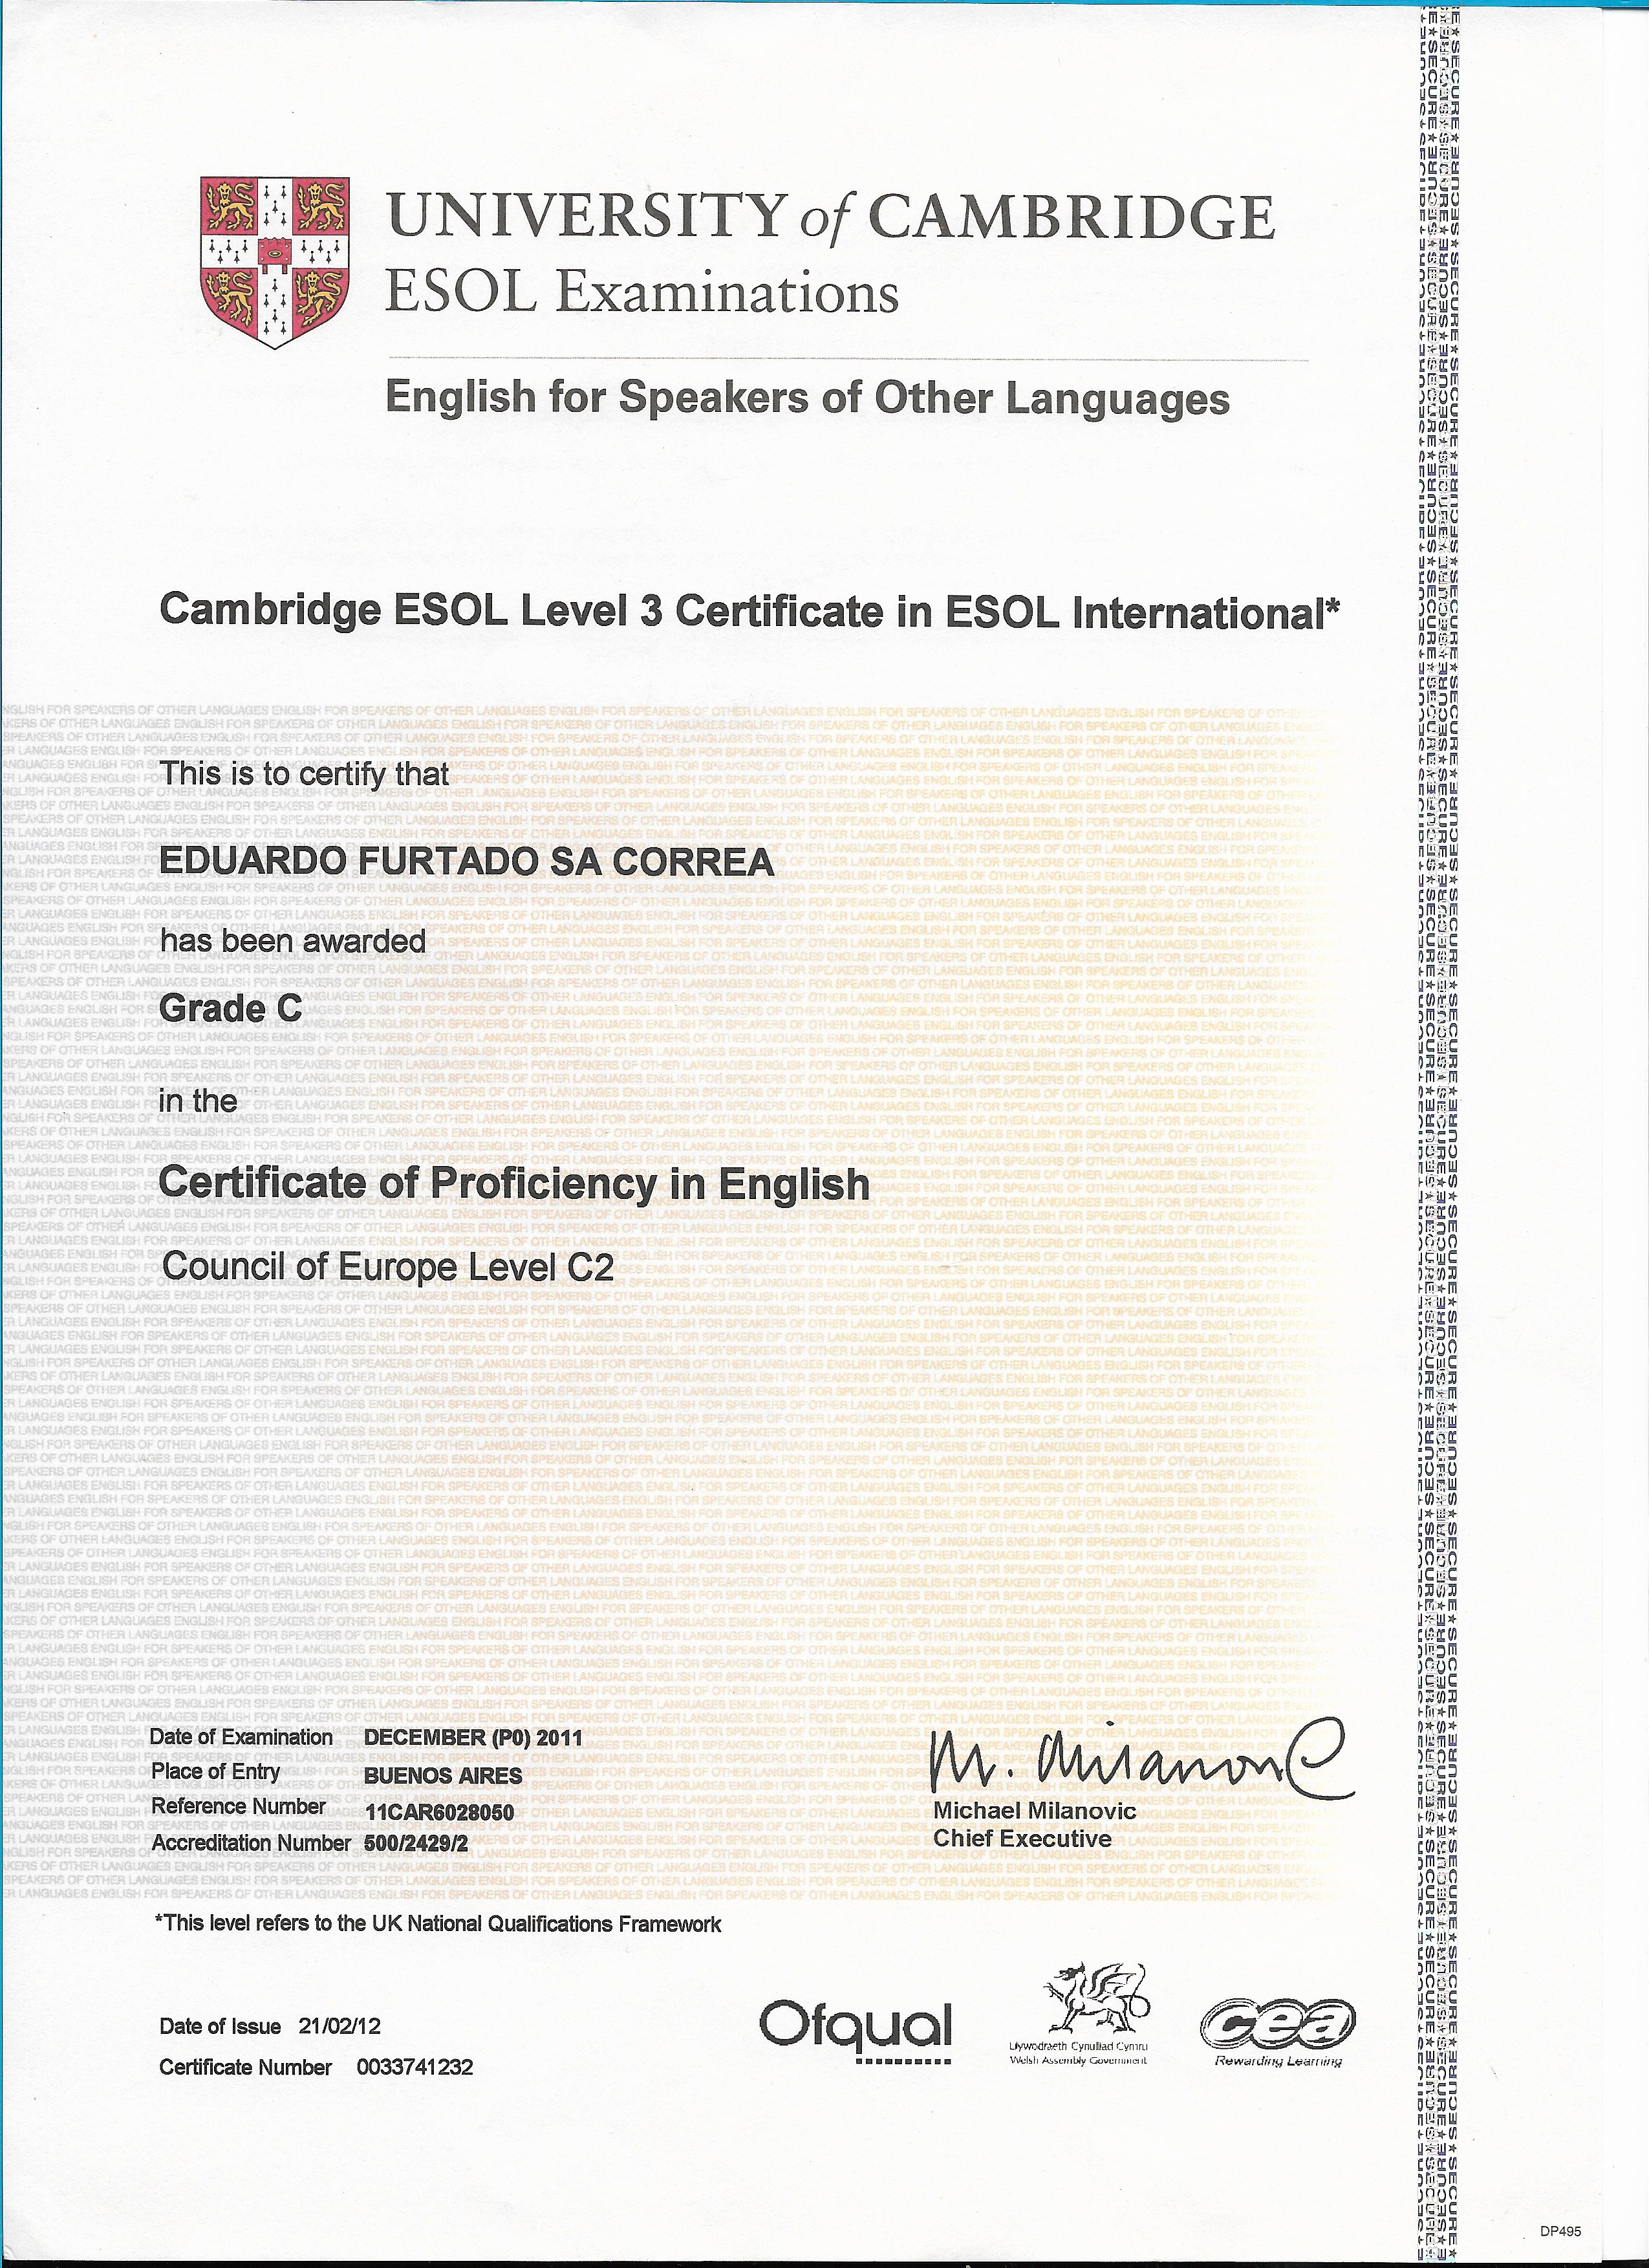 UNIVERSITY of CAMBRIDGE
ESOL Examinations
English for Speakers of Other Languages
Cambridge ESOL Level 3 Certificate in ESOL International*
This is to certify that
EDUARDO FURTADO SA CORREA
has been awarded
Grade C
in the
Certificate of Proficiency in English
Council of Europe Level C2
Date of Examination DECEMBER (P0) 2011
Place of Entry BUENOS AIRES
Reference Number 11CAR6028050
Accreditation Number 500/2429/2
M. Milanovic
Michael Milanovic
Chief Executive
*This level refers to the UK National Qualifications Framework
Date of Issue 21/02/12
Certificate Number 0033741232
Ofqual
Llywodraeth Cynulliad Cymru
Welsh Assembly Government
cea
Rewarding Learning
DP495